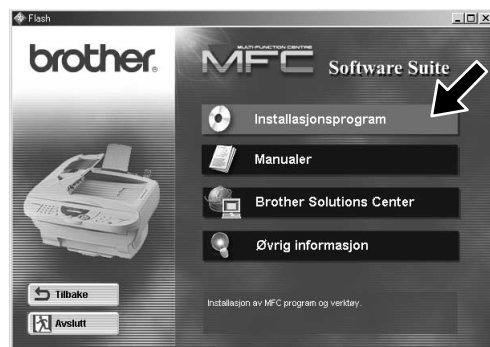 Flash
brother.
MULTI-FUNCTION CENTRE
MFC
Software Suite
Installasjonsprogram
Manualer
Brother Solutions Center
Øvrig informasjon
Tilbake
Avslutt
Installasjon av MFC program og verktøy.